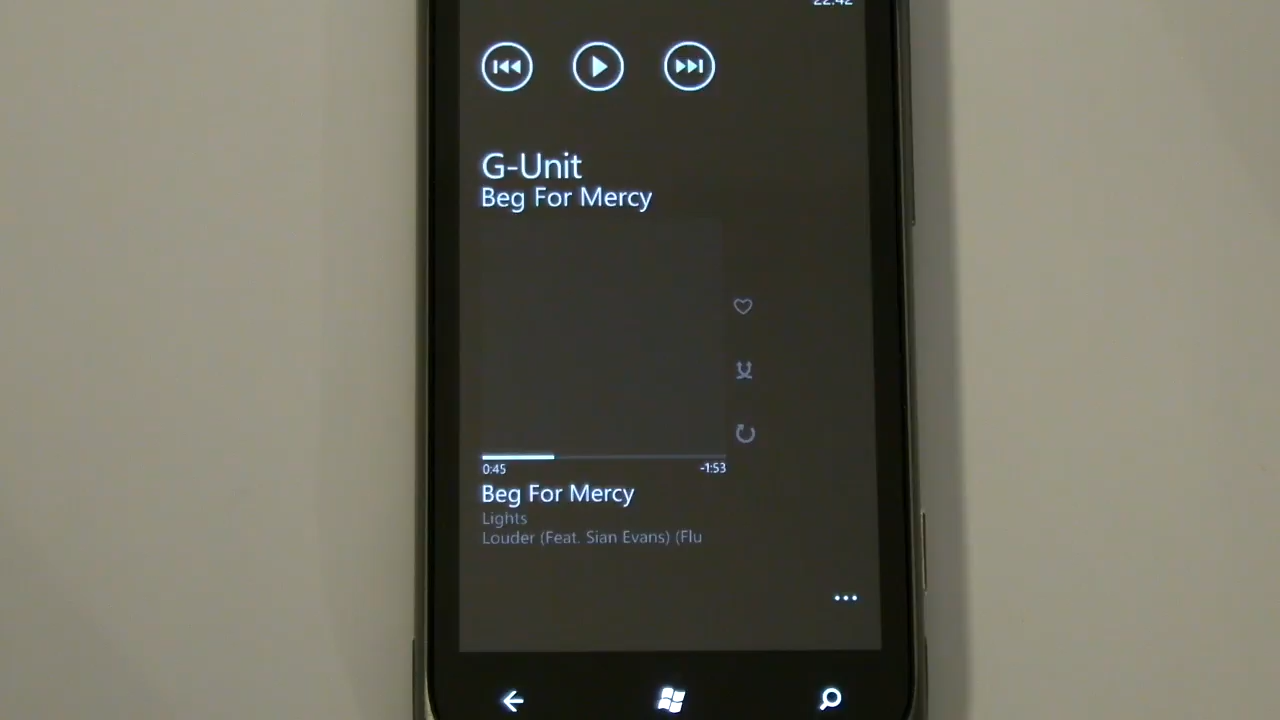 22:42
G-Unit
Beg For Mercy
0:45
-1:53
Beg For Mercy
Lights
Louder (Feat. Sian Evans) (Flu